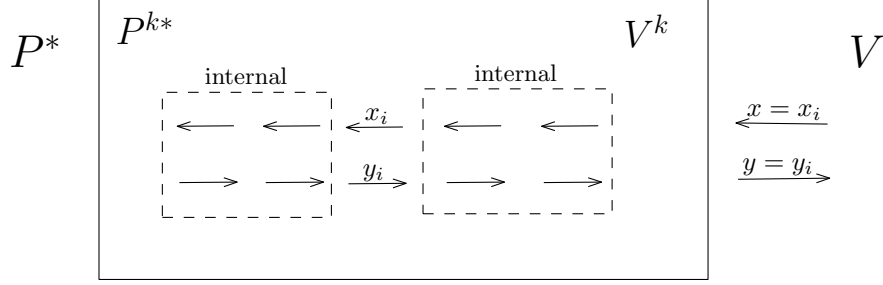 P* P^{k*} V^k V
internal internal
x_i x = x_i
y_i y = y_i